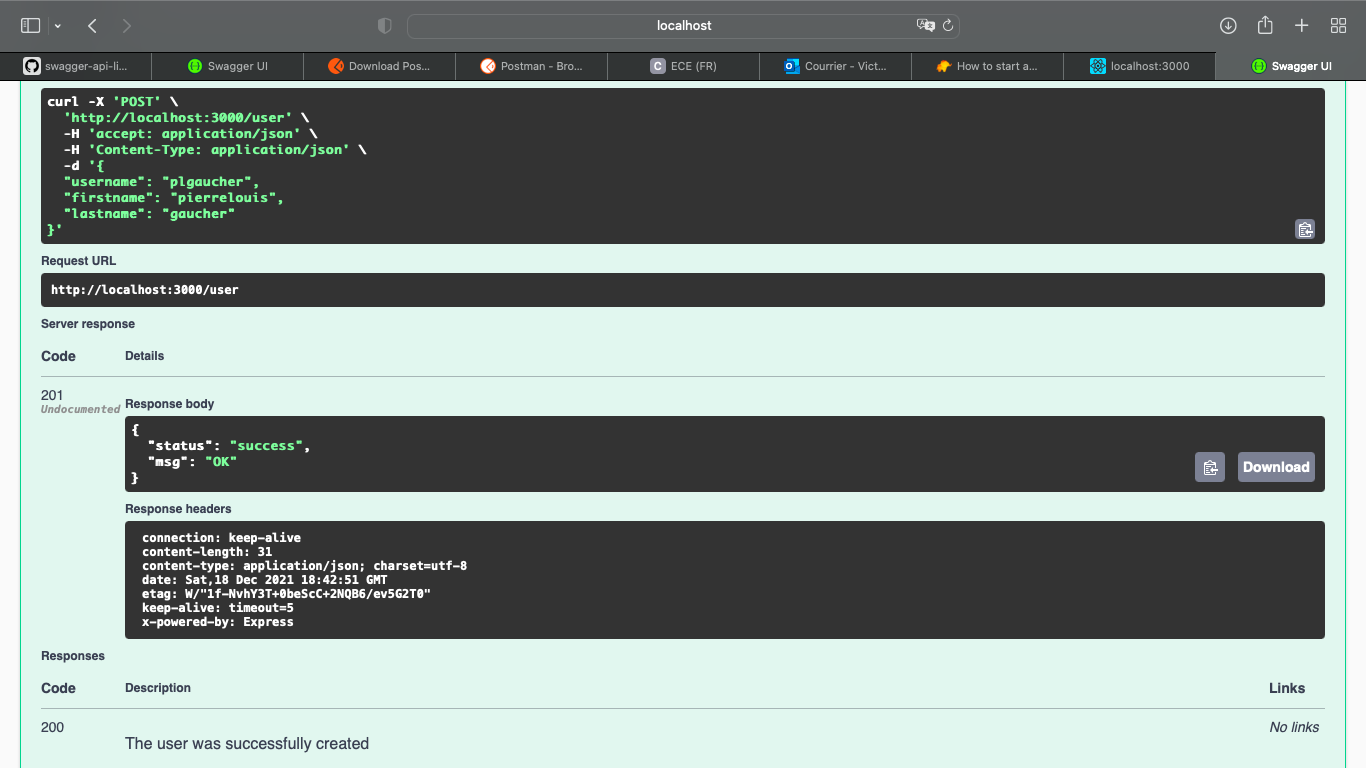 localhost
swagger-api-li...
Swagger UI
Download Pos...
Postman - Bro...
C ECE (FR)
Courrier - Vict...
How to start a...
localhost:3000
Swagger UI
curl -X 'POST' \
'http://localhost:3000/user' \
-H 'accept: application/json' \
-H 'Content-Type: application/json' \
-d '{
"username": "plgaucher",
"firstname": "pierrelouis",
"lastname": "gaucher"
}'
Request URL
http://localhost:3000/user
Server response
Code Details
201
Undocumented
Response body
{
"status": "success",
"msg": "OK"
}
Download
Response headers
connection: keep-alive
content-length: 31
content-type: application/json; charset=utf-8
date: Sat,18 Dec 2021 18:42:51 GMT
etag: W/"1f-NvhY3T+0beScC+2NQB6/ev5G2T0"
keep-alive: timeout=5
x-powered-by: Express
Responses
Code Description Links
200 No links
The user was successfully created